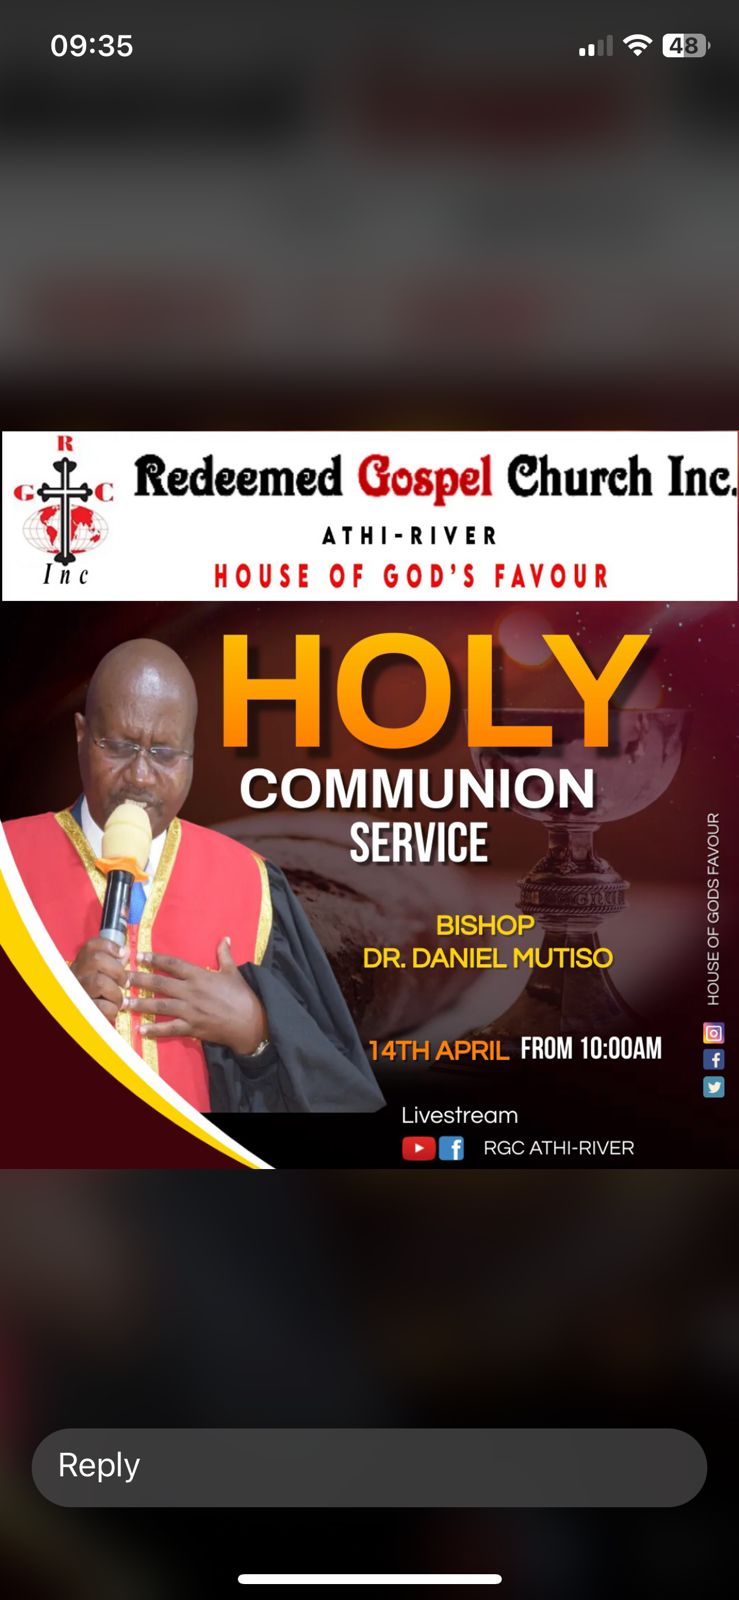 09:35
48
R
G C
Inc
Redeemed Gospel Church Inc.
ATHI-RIVER
HOUSE OF GOD'S FAVOUR
HOLY
COMMUNION
SERVICE
BISHOP
DR. DANIEL MUTISO
14TH APRIL FROM 10:00AM
HOUSE OF GODS FAVOUR
Livestream
RGC ATHI-RIVER
Reply